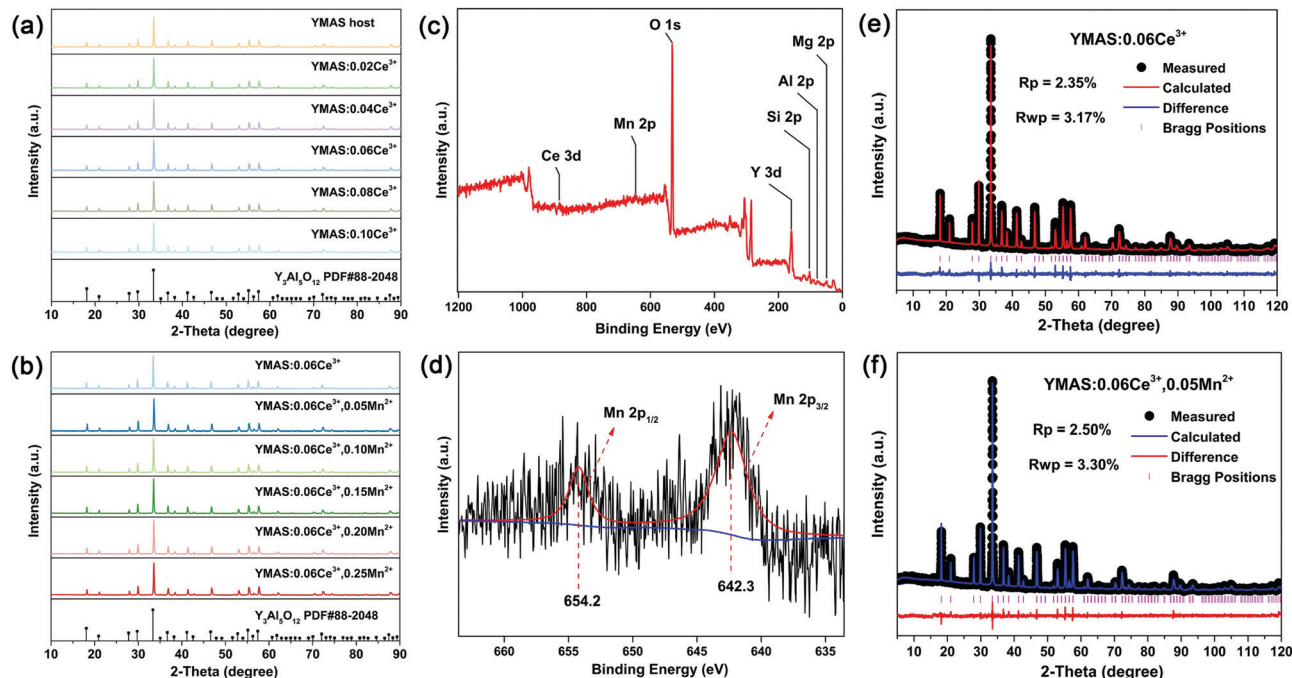 (a)
YMAS host
YMAS:0.02Ce³⁺
YMAS:0.04Ce³⁺
YMAS:0.06Ce³⁺
YMAS:0.08Ce³⁺
YMAS:0.10Ce³⁺
Y₃Al₅O₁₂ PDF#88-2048
Intensity (a.u.)
10 20 30 40 50 60 70 80 90
2-Theta (degree)
(b)
YMAS:0.06Ce³⁺
YMAS:0.06Ce³⁺,0.05Mn²⁺
YMAS:0.06Ce³⁺,0.10Mn²⁺
YMAS:0.06Ce³⁺,0.15Mn²⁺
YMAS:0.06Ce³⁺,0.20Mn²⁺
YMAS:0.06Ce³⁺,0.25Mn²⁺
Y₃Al₅O₁₂ PDF#88-2048
Intensity (a.u.)
10 20 30 40 50 60 70 80 90
2-Theta (degree)
(c)
O 1s
Mg 2p
Al 2p
Si 2p
Mn 2p
Ce 3d
Y 3d
Intensity (a.u.)
1200 1000 800 600 400 200 0
Binding Energy (eV)
(d)
Mn 2p₁/₂
Mn 2p₃/₂
654.2
642.3
Intensity (a.u.)
660 655 650 645 640 635
Binding Energy (eV)
(e)
YMAS:0.06Ce³⁺
Rp = 2.35%
Rwp = 3.17%
Measured
Calculated
Difference
Bragg Positions
Intensity (a.u.)
10 20 30 40 50 60 70 80 90 100 110 120
2-Theta (degree)
(f)
YMAS:0.06Ce³⁺,0.05Mn²⁺
Rp = 2.50%
Rwp = 3.30%
Measured
Calculated
Difference
Bragg Positions
Intensity (a.u.)
10 20 30 40 50 60 70 80 90 100 110 120
2-Theta (degree)